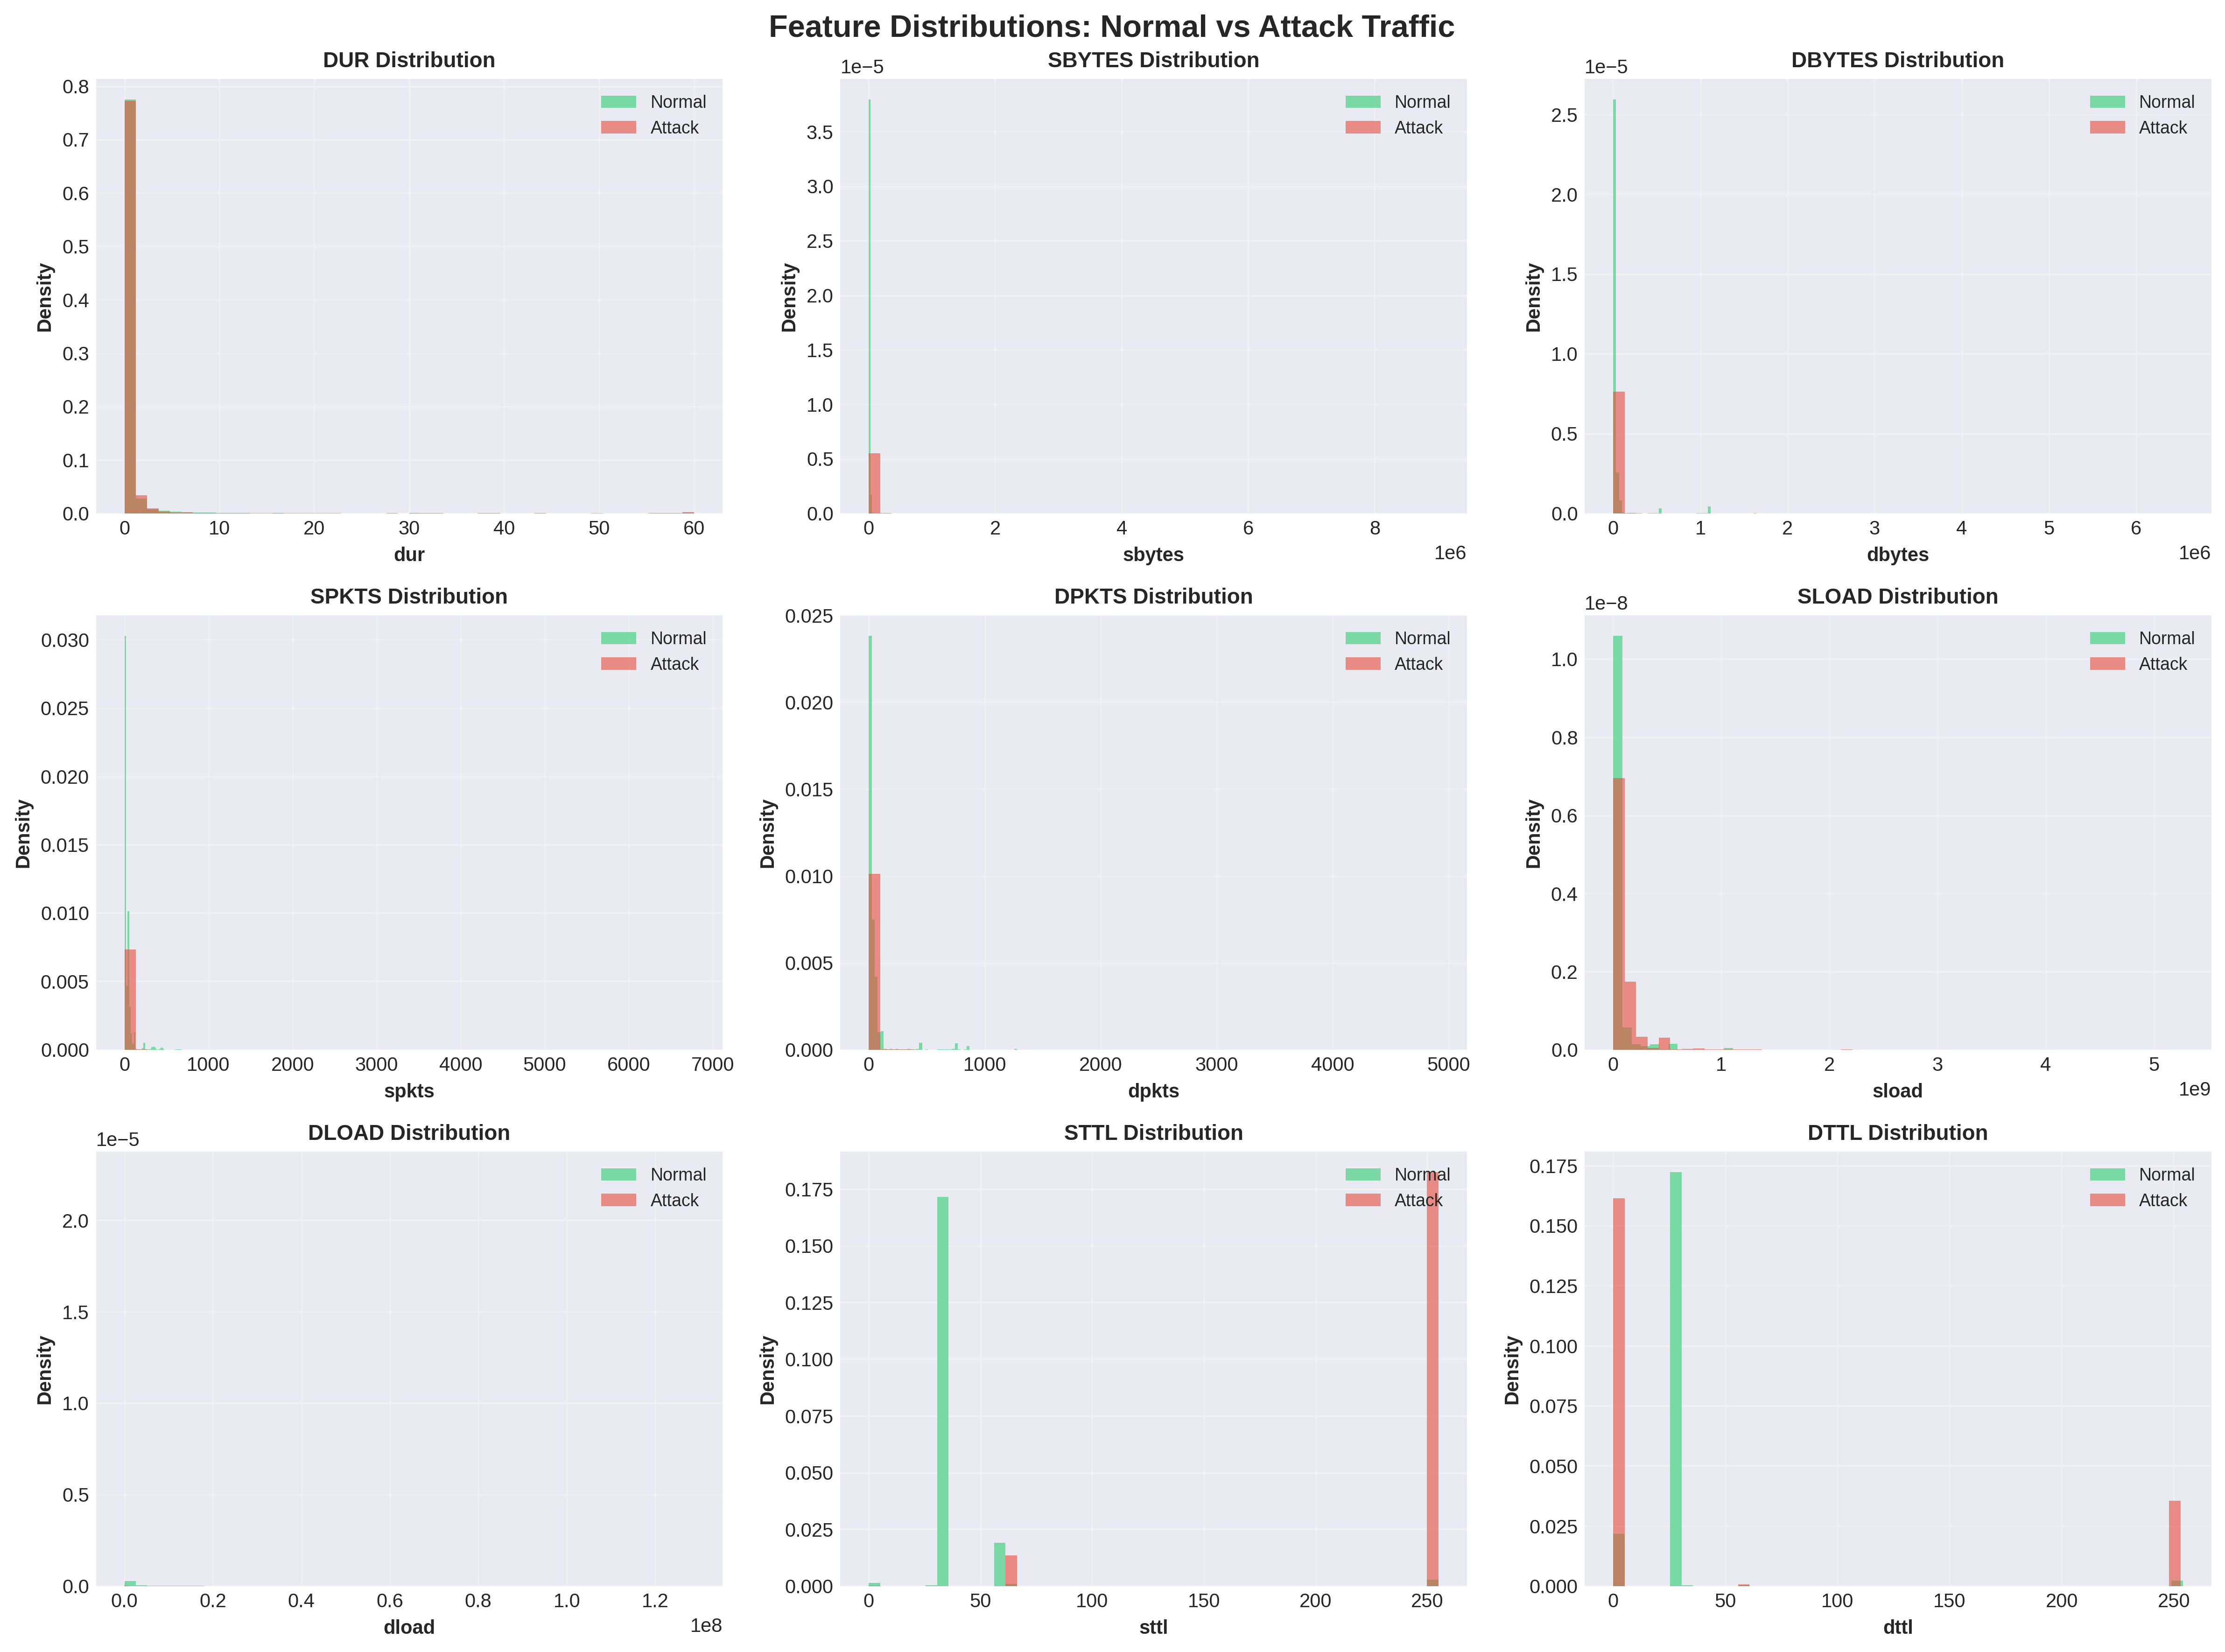 Feature Distributions: Normal vs Attack Traffic
DUR Distribution
Normal
Attack
0.8
0.7
0.6
0.5
0.4
0.3
0.2
0.1
0.0
Density
0 10 20 30 40 50 60
dur
SBYTES Distribution
1e−5
Normal
Attack
3.5
3.0
2.5
2.0
1.5
1.0
0.5
0.0
Density
0 2 4 6 8
1e6
sbytes
DBYTES Distribution
1e−5
Normal
Attack
2.5
2.0
1.5
1.0
0.5
0.0
Density
0 1 2 3 4 5 6
1e6
dbytes
SPKTS Distribution
Normal
Attack
0.030
0.025
0.020
0.015
0.010
0.005
0.000
Density
0 1000 2000 3000 4000 5000 6000 7000
spkts
DPKTS Distribution
Normal
Attack
0.025
0.020
0.015
0.010
0.005
0.000
Density
0 1000 2000 3000 4000 5000
dpkts
SLOAD Distribution
1e−8
Normal
Attack
1.0
0.8
0.6
0.4
0.2
0.0
Density
0 1 2 3 4 5
1e9
sload
DLOAD Distribution
1e−5
Normal
Attack
2.0
1.5
1.0
0.5
0.0
Density
0.0 0.2 0.4 0.6 0.8 1.0 1.2
1e8
dload
STTL Distribution
Normal
Attack
0.175
0.150
0.125
0.100
0.075
0.050
0.025
0.000
Density
0 50 100 150 200 250
sttl
DTTL Distribution
Normal
Attack
0.175
0.150
0.125
0.100
0.075
0.050
0.025
0.000
Density
0 50 100 150 200 250
dttl